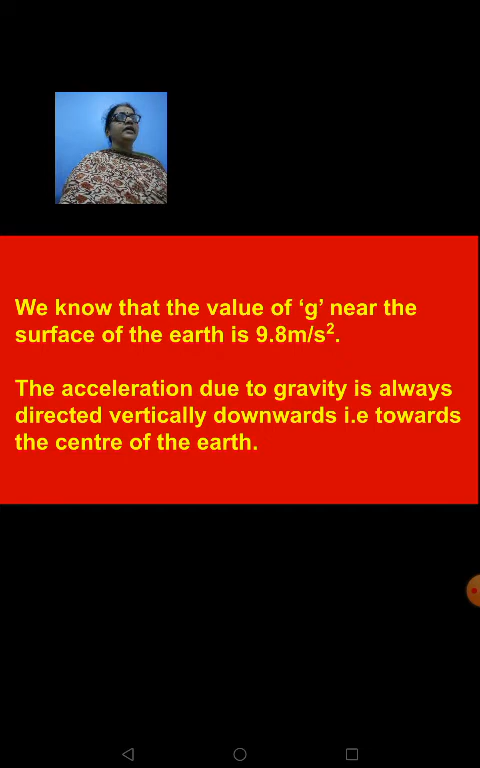 We know that the value of ‘g’ near the
surface of the earth is 9.8m/s².
The acceleration due to gravity is always
directed vertically downwards i.e towards
the centre of the earth.